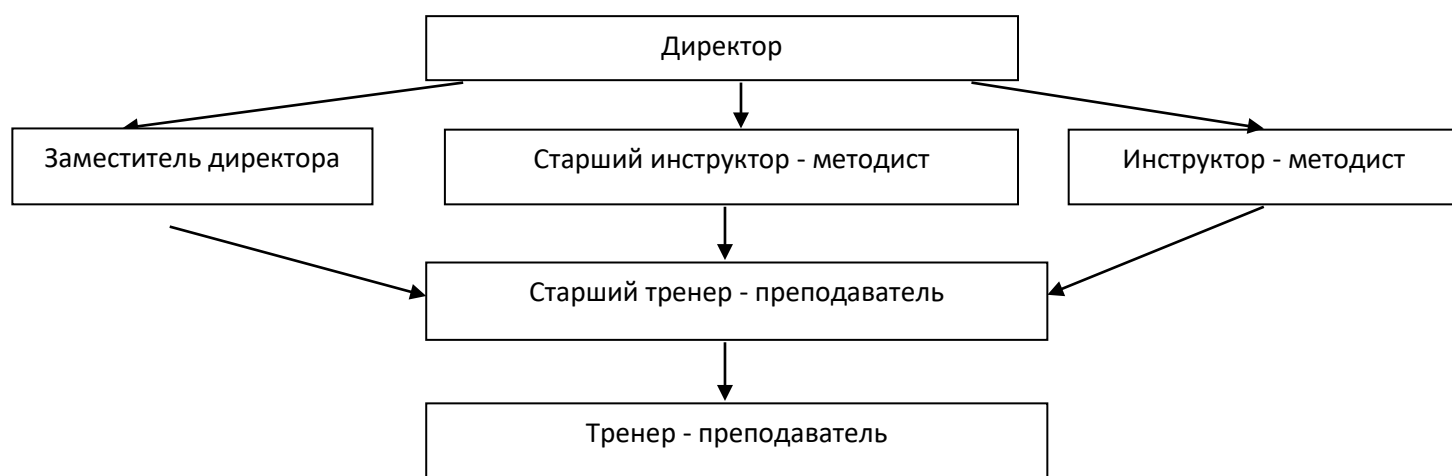 Директор
Заместитель директора
Старший инструктор - методист
Инструктор - методист
Старший тренер - преподаватель
Тренер - преподаватель